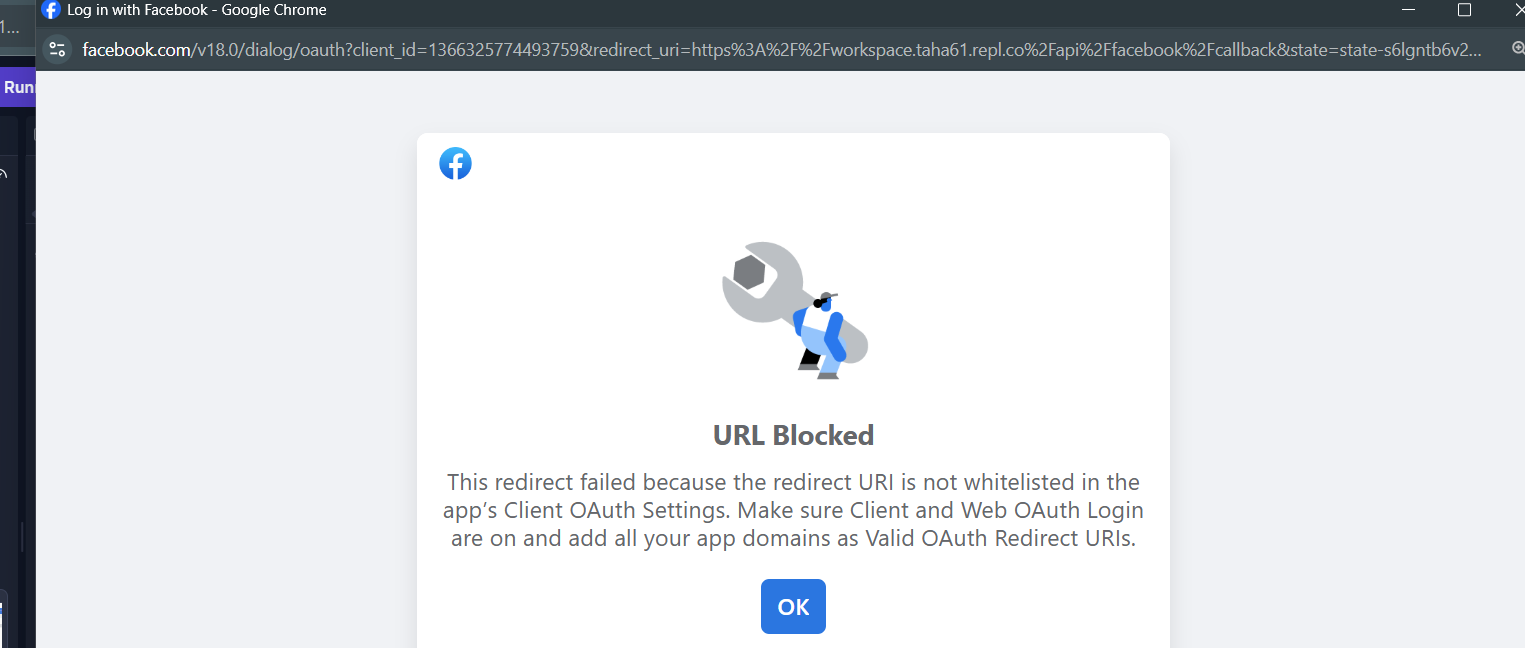 Log in with Facebook - Google Chrome
1...
facebook.com/v18.0/dialog/oauth?client_id=1366325774493759&redirect_uri=https%3A%2F%2Fworkspace.taha61.repl.co%2Fapi%2Ffacebook%2Fcallback&state=state-s6lgntb6v2...
Run
URL Blocked
This redirect failed because the redirect URI is not whitelisted in the
app’s Client OAuth Settings. Make sure Client and Web OAuth Login
are on and add all your app domains as Valid OAuth Redirect URIs.
OK